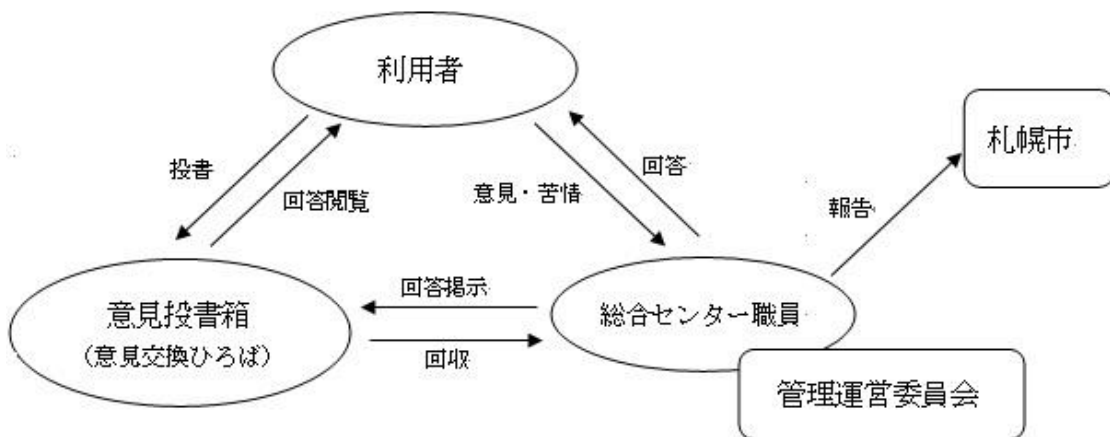 利用者
札幌市
投書
回答閲覧
意見・苦情
回答
報告
意見投書箱
(意見交換ひろば)
回答掲示
回収
総合センター職員
管理運営委員会